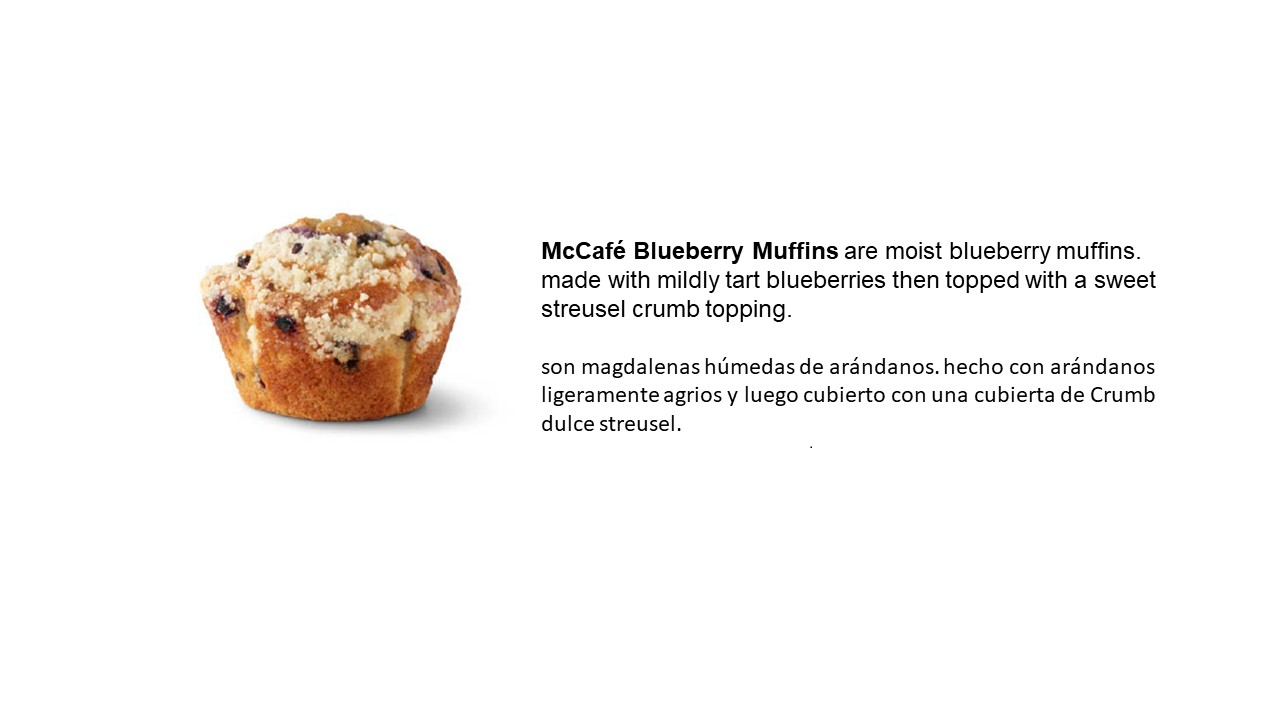 McCafé Blueberry Muffins are moist blueberry muffins.
made with mildly tart blueberries then topped with a sweet
streusel crumb topping.
son magdalenas húmedas de arándanos. hecho con arándanos
ligeramente agrios y luego cubierto con una cubierta de Crumb
dulce streusel.
.